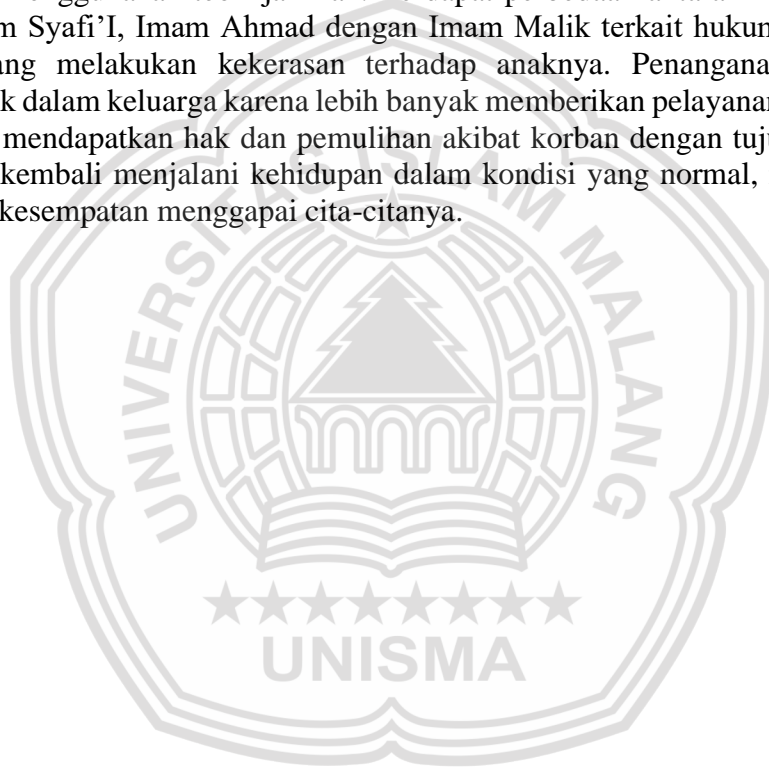 m Syafi’I, Imam Ahmad dengan Imam Malik terkait hukum
ang melakukan kekerasan terhadap anaknya. Penangana
k dalam keluarga karena lebih banyak memberikan pelayanan
mendapatkan hak dan pemulihan akibat korban dengan tuj
kembali menjalani kehidupan dalam kondisi yang normal,
kesempatan menggapai cita-citanya.
UNIVERSITAS ISLAM MALANG
UNISMA